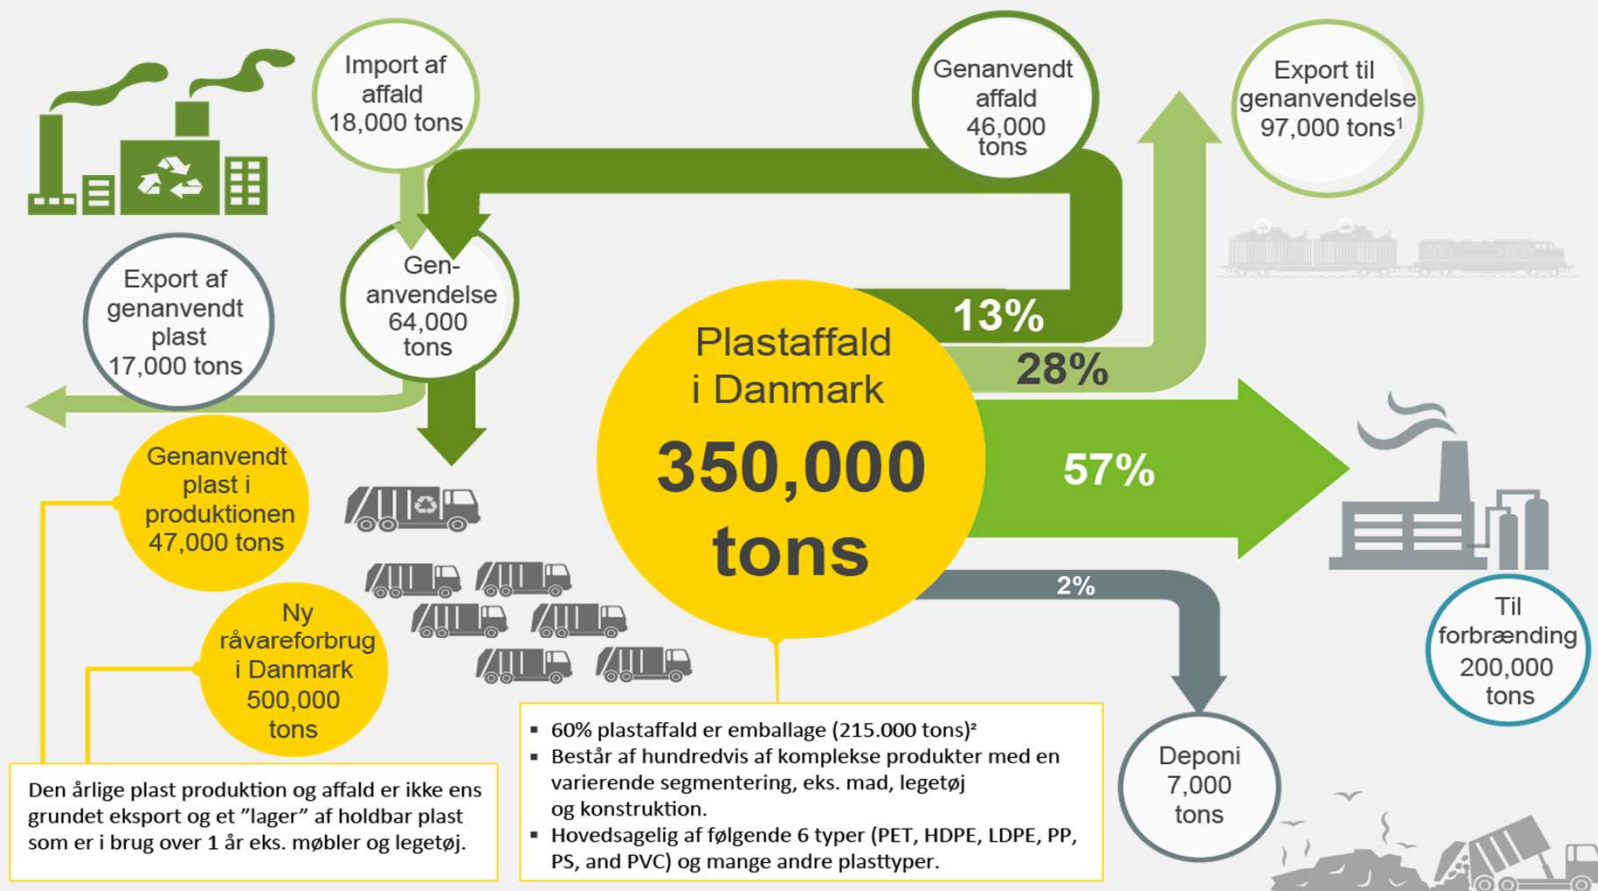 Import af
affald
18,000 tons
Genanvendt
affald
46,000
tons
Export til
genanvendelse
97,000 tons¹
Export af
genanvendt
plast
17,000 tons
Gen-
anvendelse
64,000
tons
Plastaffald
i Danmark
350,000
tons
13%
28%
57%
2%
Genanvendt
plast i
produktionen
47,000 tons
Ny
råvareforbrug
i Danmark
500,000
tons
Til
forbrænding
200,000
tons
Deponi
7,000
tons
Den årlige plast produktion og affald er ikke ens
grundet eksport og et ”lager” af holdbar plast
som er i brug over 1 år eks. møbler og legetøj.
▪ 60% plastaffald er emballage (215.000 tons)²
▪ Består af hundredvis af komplekse produkter med en
varierende segmentering, eks. mad, legetøj
og konstruktion.
▪ Hovedsagelig af følgende 6 typer (PET, HDPE, LDPE, PP,
PS, and PVC) og mange andre plasttyper.